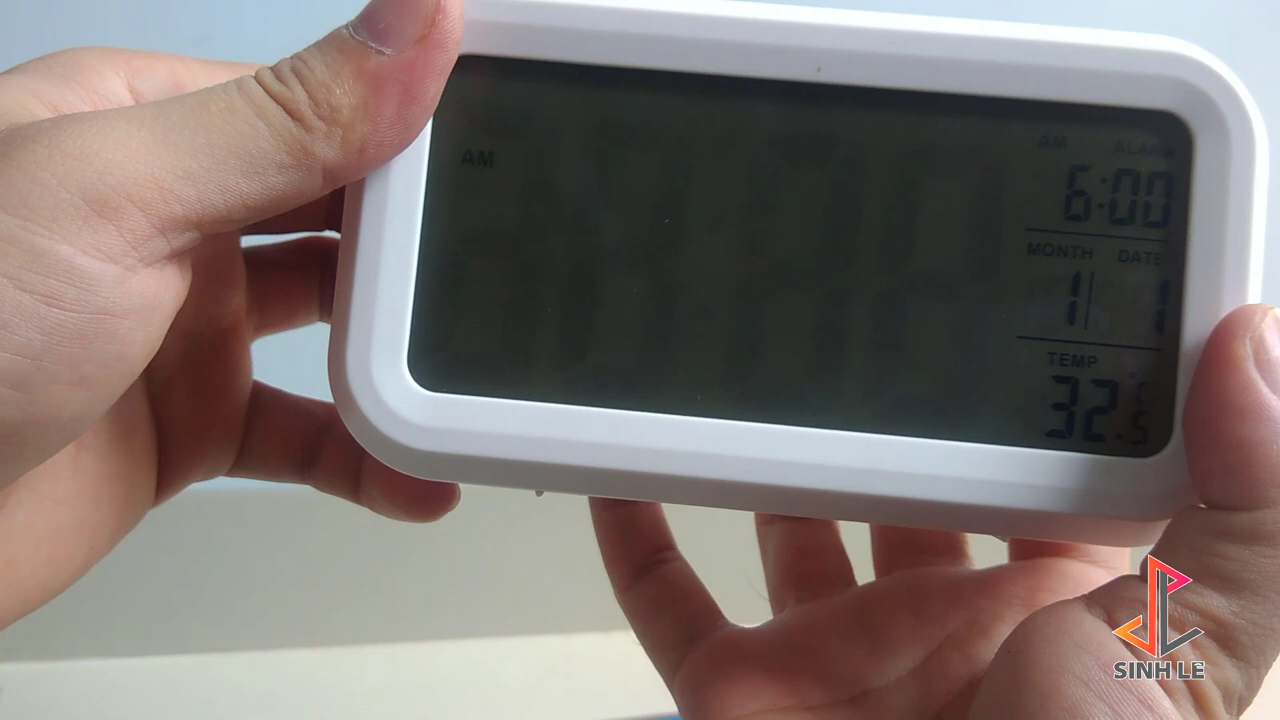 AM
AM ALARM
6:00
MONTH DATE
1 1
TEMP
32.5 °C
SINH LE